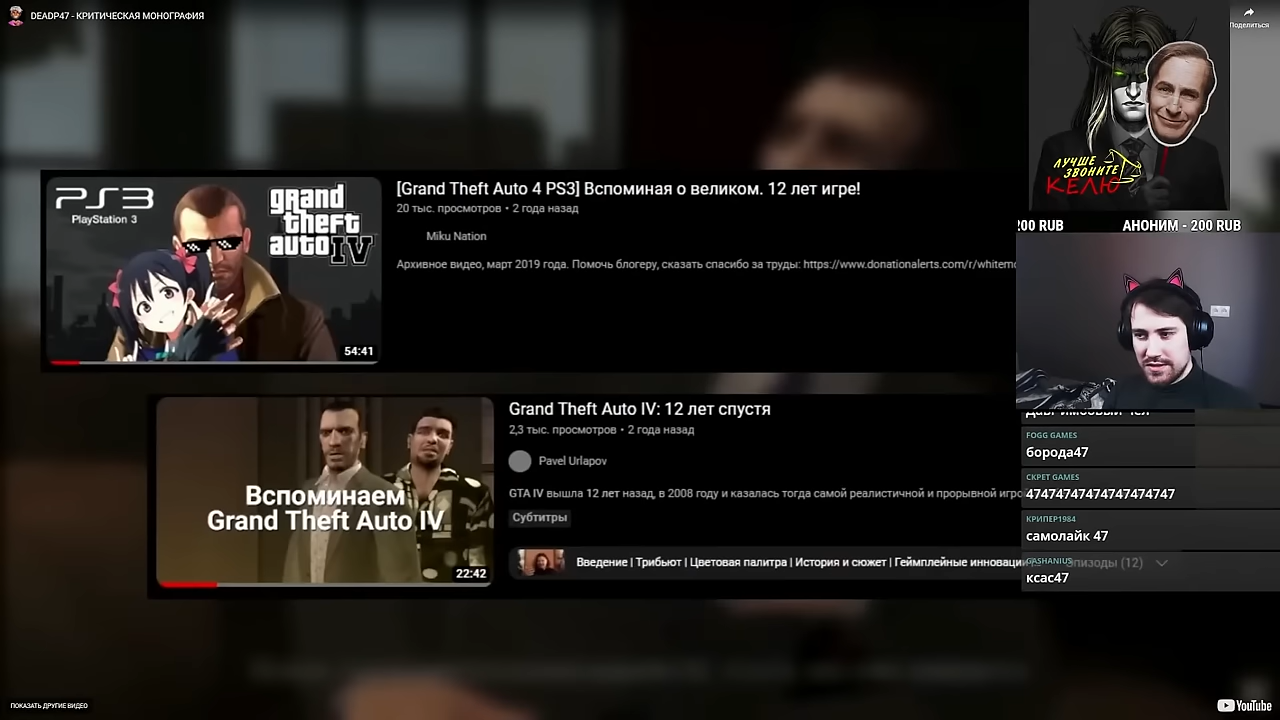 DEADP47 - КРИТИЧЕСКАЯ МОНОГРАФИЯ
Поделиться
ЛУЧШЕ
ЗВОНИТЕ
КЕЛЮ
200 RUB
АНОНИМ - 200 RUB
PS3
PlayStation 3
grand
theft
auto IV
54:41
[Grand Theft Auto 4 PS3] Вспоминая о великом. 12 лет игре!
20 тыс. просмотров • 2 года назад
Miku Nation
Архивное видео, март 2019 года. Помочь блогеру, сказать спасибо за труды: https://www.donationalerts.com/r/whitemo
Вспоминаем
Grand Theft Auto IV
22:42
Grand Theft Auto IV: 12 лет спустя
2,3 тыс. просмотров • 2 года назад
Pavel Urlapov
GTA IV вышла 12 лет назад, в 2008 году и казалась тогда самой реалистичной и прорывной игро
Субтитры
Введение | Трибьют | Цветовая палитра | История и сюжет | Геймплейные инноваци
эпизоды (12)
FOGG GAMES
борода47
СКРЕТ GAMES
47474747474747474747
КРИПЕР1984
самолайк 47
GASHANIUS
ксас47
ПОКАЗАТЬ ДРУГИЕ ВИДЕО
YouTube